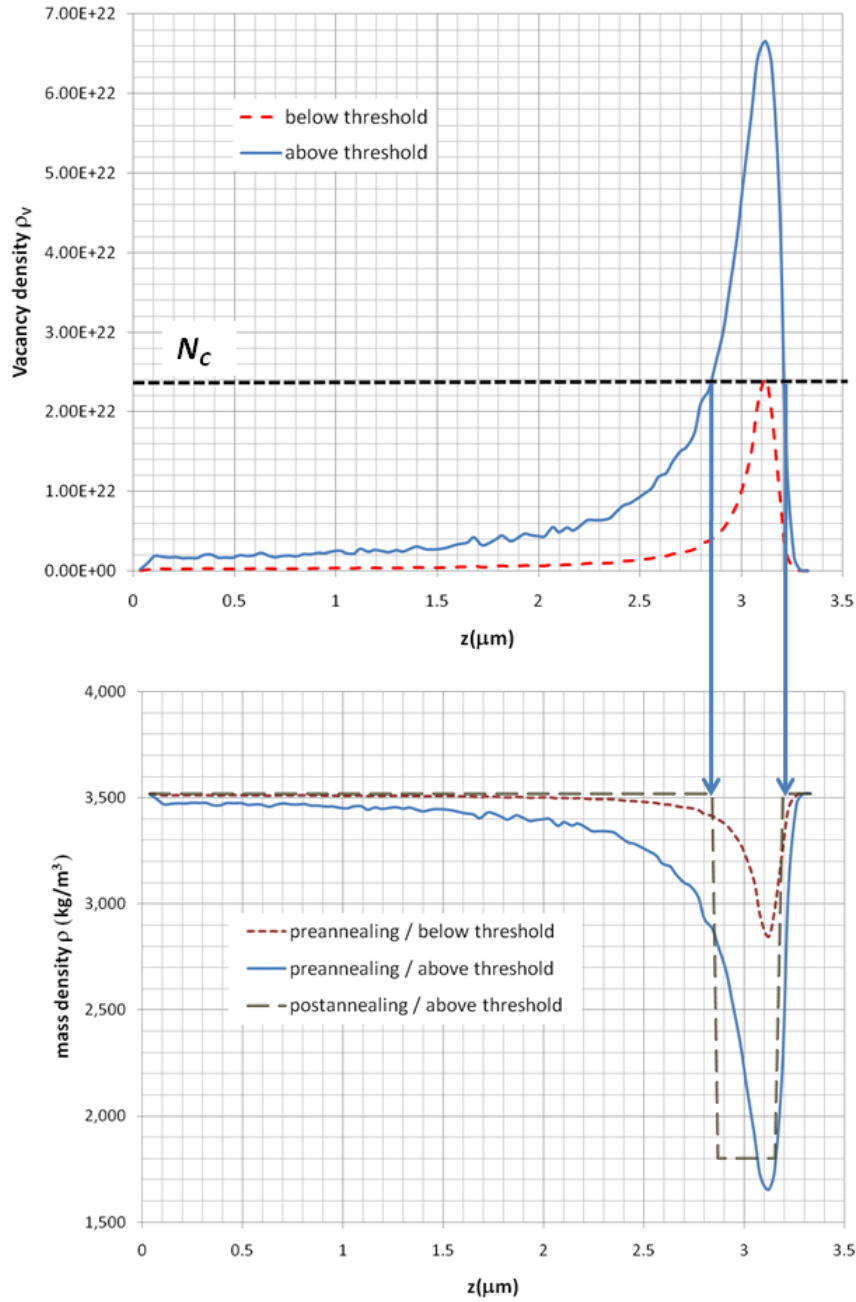 7.00E+22
6.00E+22
5.00E+22
4.00E+22
3.00E+22
2.00E+22
1.00E+22
0.00E+00
Vacancy density ρV
below threshold
above threshold
NC
0 0.5 1 1.5 2 2.5 3 3.5
z(μm)
4,000
3,500
3,000
2,500
2,000
1,500
mass density ρ (kg/m³)
preannealing / below threshold
preannealing / above threshold
postannealing / above threshold
0 0.5 1 1.5 2 2.5 3 3.5
z(μm)